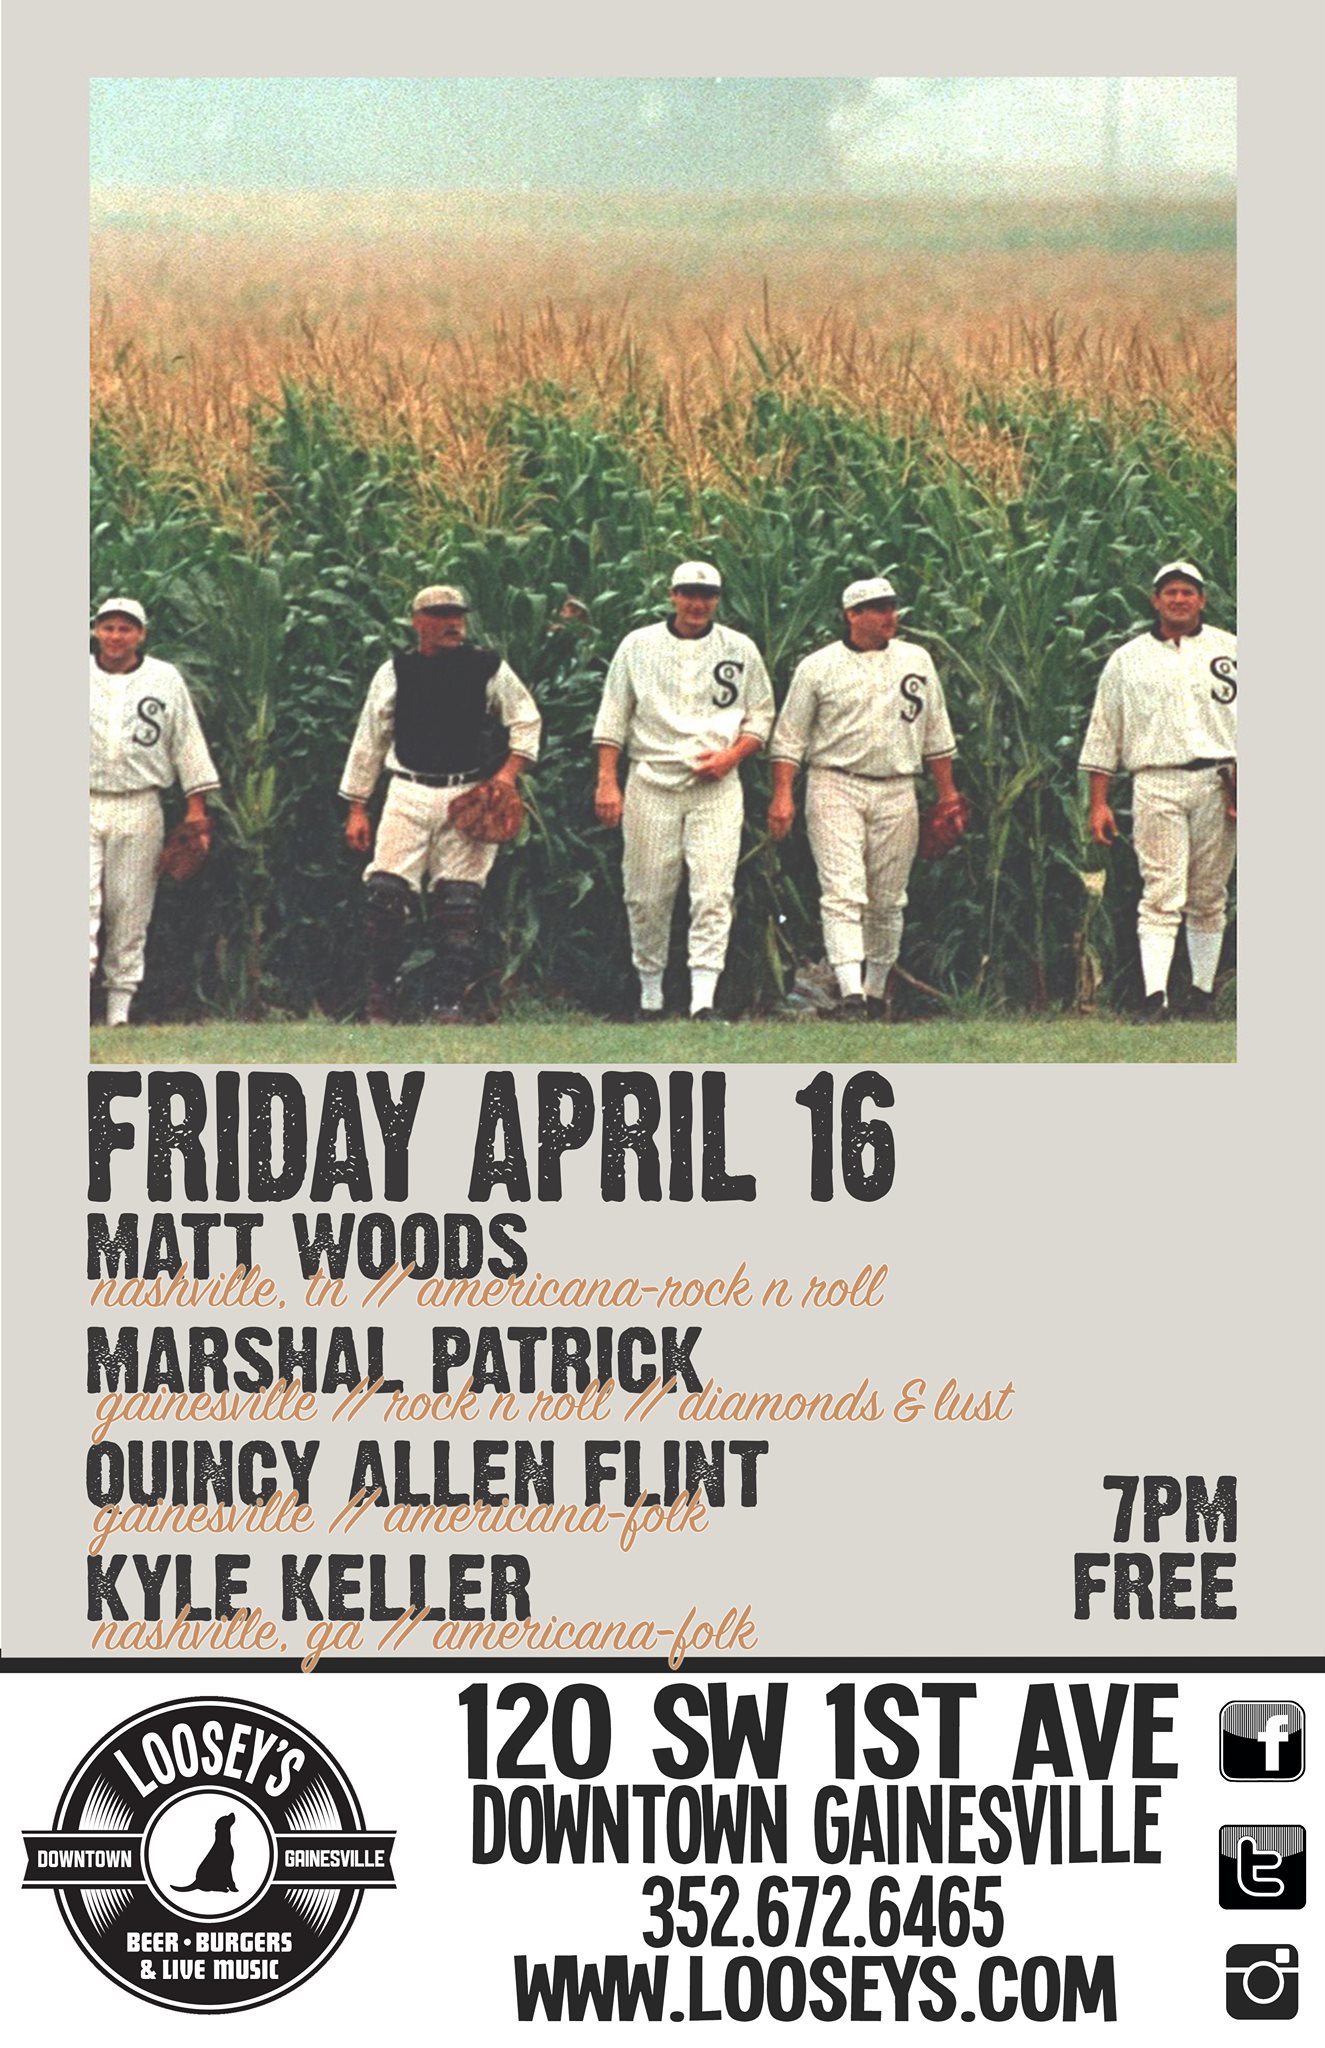 FRIDAY APRIL 16
MATT WOODS
nashville, tn // americana-rock n roll
MARSHAL PATRICK
gainesville // rock n roll // diamonds & lust
QUINCY ALLEN FLINT
gainesville // americana-folk
KYLE KELLER
nashville, ga // americana-folk
7PM
FREE
LOOSEY'S
DOWNTOWN GAINESVILLE
BEER • BURGERS
& LIVE MUSIC
120 SW 1ST AVE
DOWNTOWN GAINESVILLE
352.672.6465
WWW.LOOSEYS.COM